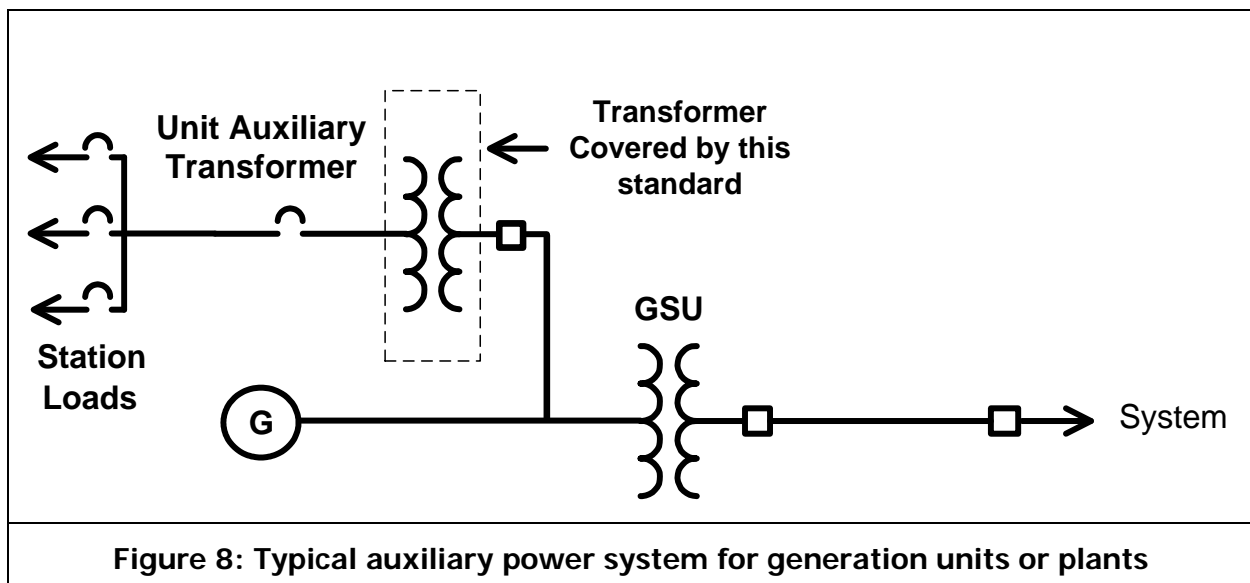 Unit Auxiliary
Transformer
Transformer
Covered by this
standard
GSU
Station
Loads
G
System
Figure 8: Typical auxiliary power system for generation units or plants